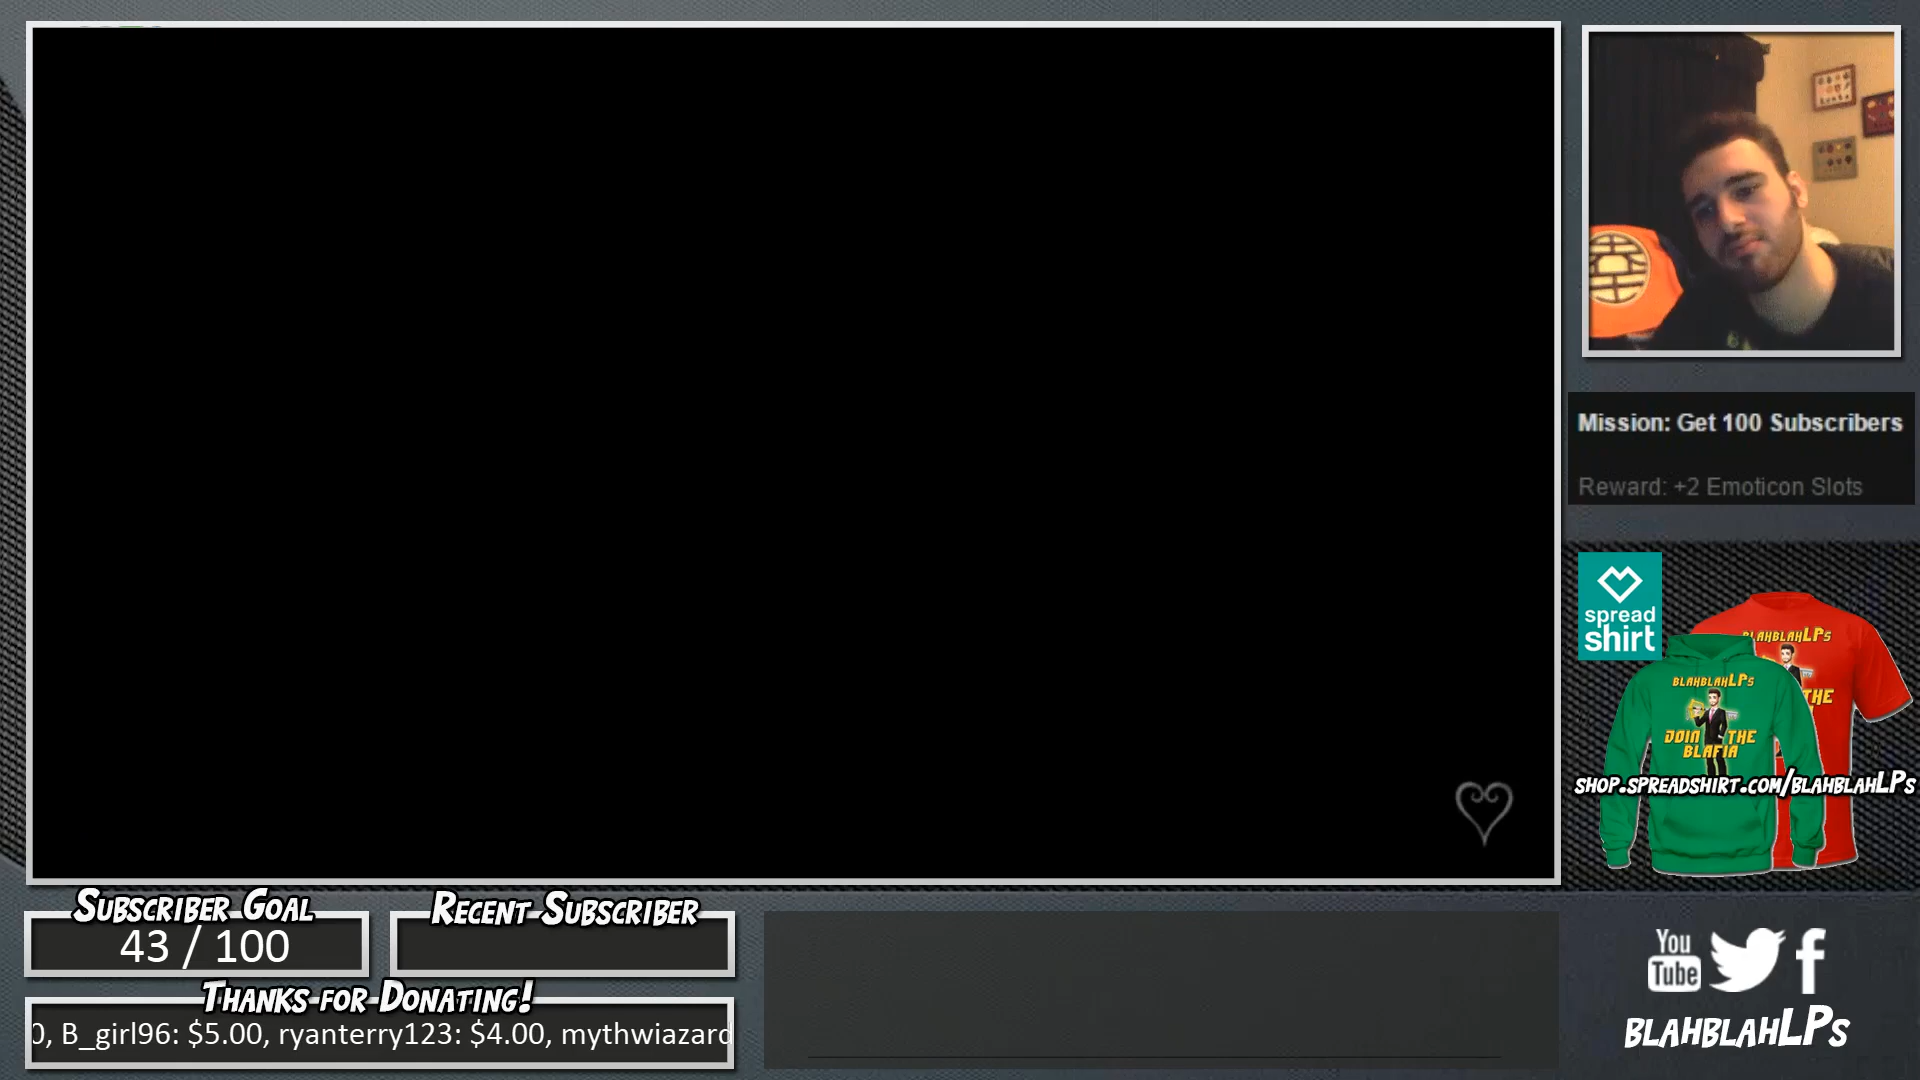 Mission: Get 100 Subscribers
Reward: +2 Emoticon Slots
spread
shirt
BLAHBLAHLPs
THE
BLAHBLAHLPs
JOIN THE
BLAFIA
SHOP.SPREADSHIRT.COM/BLAHBLAHLPs
SUBSCRIBER GOAL
43 / 100
RECENT SUBSCRIBER
THANKS FOR DONATING!
0, B_girl96: $5.00, ryanterry123: $4.00, mythwiazard
You
Tube
BLAHBLAHLPs